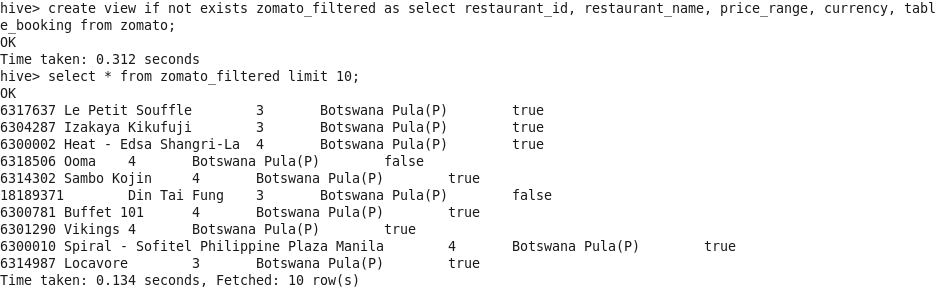 hive> create view if not exists zomato_filtered as select restaurant_id, restaurant_name, price_range, currency, tabl
e_booking from zomato;
OK
Time taken: 0.312 seconds
hive> select * from zomato_filtered limit 10;
OK
6317637 Le Petit Souffle        3       Botswana Pula(P)        true
6304287 Izakaya Kikufuji        3       Botswana Pula(P)        true
6300002 Heat - Edsa Shangri-La  4       Botswana Pula(P)        true
6318506 Ooma    4       Botswana Pula(P)        false
6314302 Sambo Kojin     4       Botswana Pula(P)        true
18189371        Din Tai Fung    3       Botswana Pula(P)        false
6300781 Buffet 101      4       Botswana Pula(P)        true
6301290 Vikings 4       Botswana Pula(P)        true
6300010 Spiral - Sofitel Philippine Plaza Manila        4       Botswana Pula(P)        true
6314987 Locavore        3       Botswana Pula(P)        true
Time taken: 0.134 seconds, Fetched: 10 row(s)